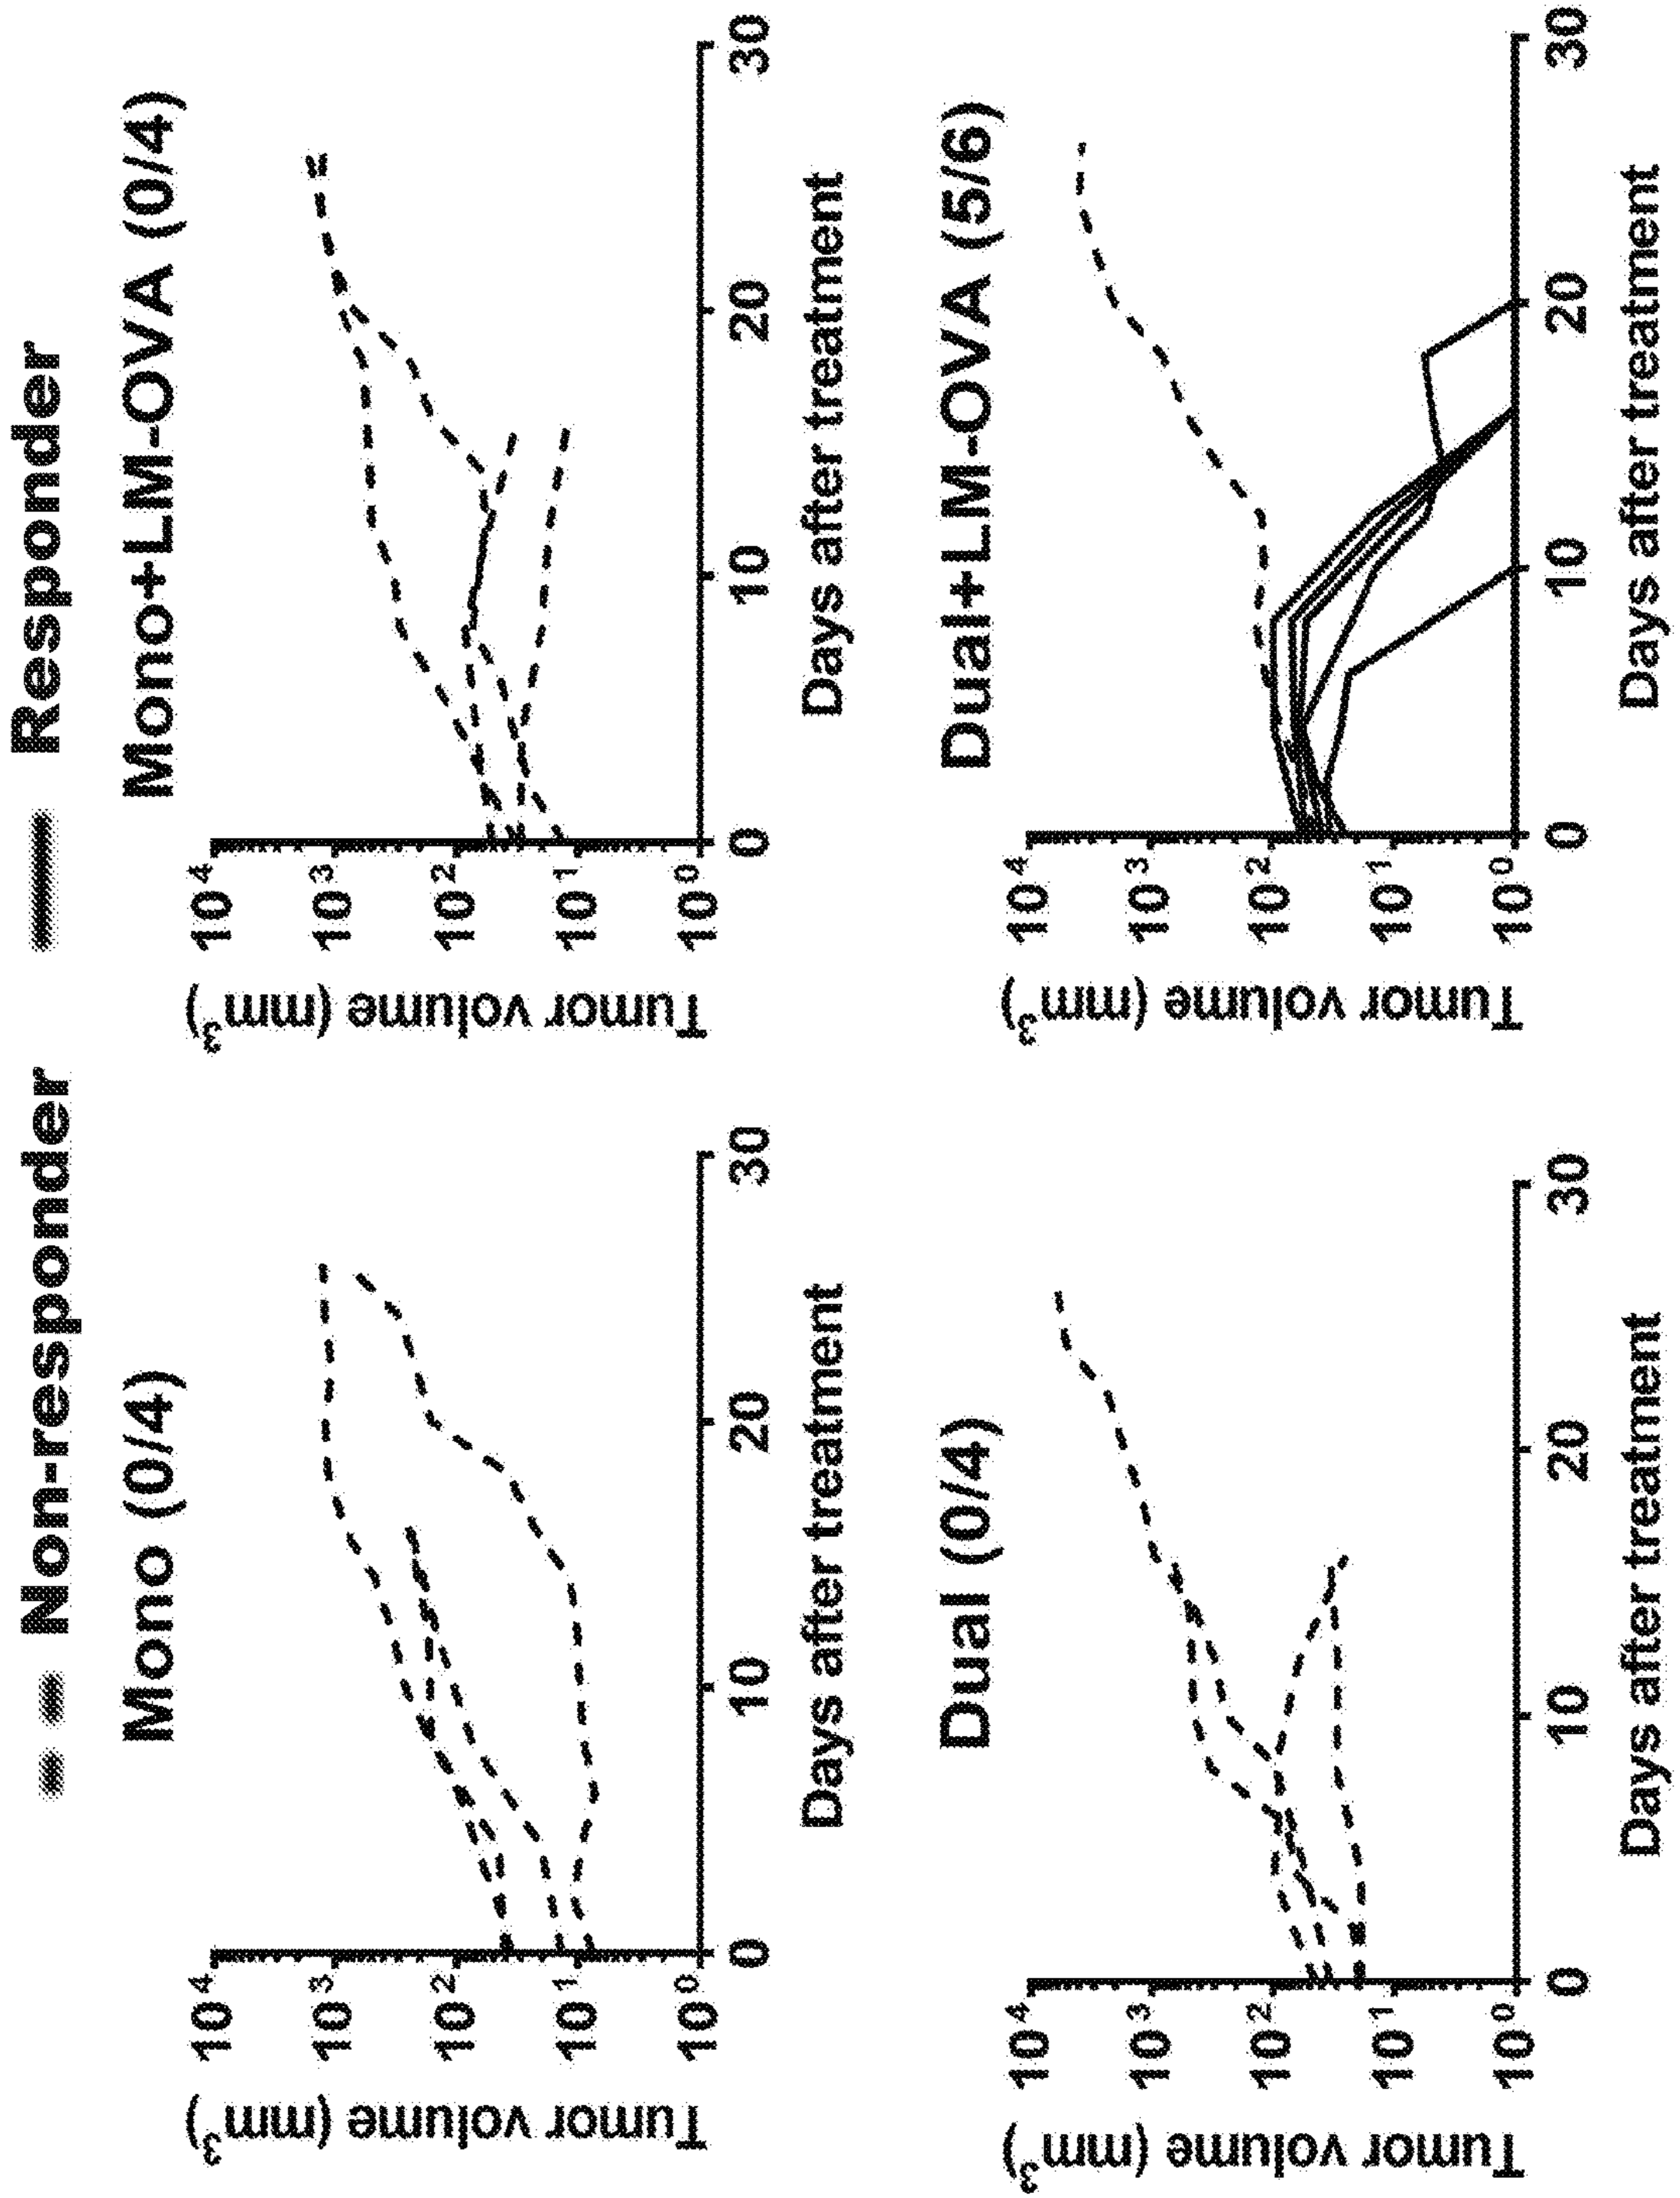 Non-responder
Responder
Mono (0/4)
Tumor volume (mm³)
10⁴
10³
10²
10¹
10⁰
0
10
20
30
Days after treatment
Mono+LM-OVA (0/4)
Tumor volume (mm³)
10⁴
10³
10²
10¹
10⁰
0
10
20
30
Days after treatment
Dual (0/4)
Tumor volume (mm³)
10⁴
10³
10²
10¹
10⁰
0
10
20
30
Days after treatment
Dual+LM-OVA (5/6)
Tumor volume (mm³)
10⁴
10³
10²
10¹
10⁰
0
10
20
30
Days after treatment